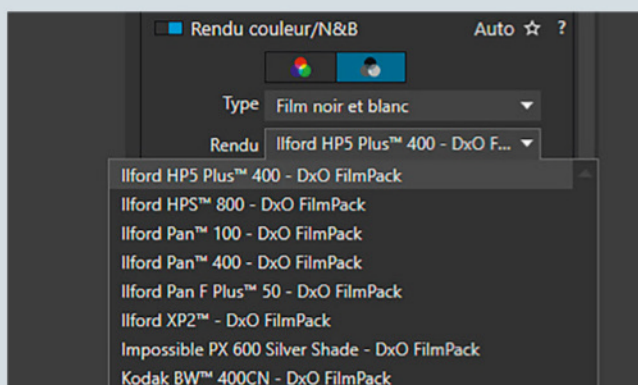 Rendu couleur/N&B Auto ☆ ?
Type Film noir et blanc
Rendu Ilford HP5 Plus™ 400 - DxO F...
Ilford HP5 Plus™ 400 - DxO FilmPack
Ilford HPS™ 800 - DxO FilmPack
Ilford Pan™ 100 - DxO FilmPack
Ilford Pan™ 400 - DxO FilmPack
Ilford Pan F Plus™ 50 - DxO FilmPack
Ilford XP2™ - DxO FilmPack
Impossible PX 600 Silver Shade - DxO FilmPack
Kodak BW™ 400CN - DxO FilmPack